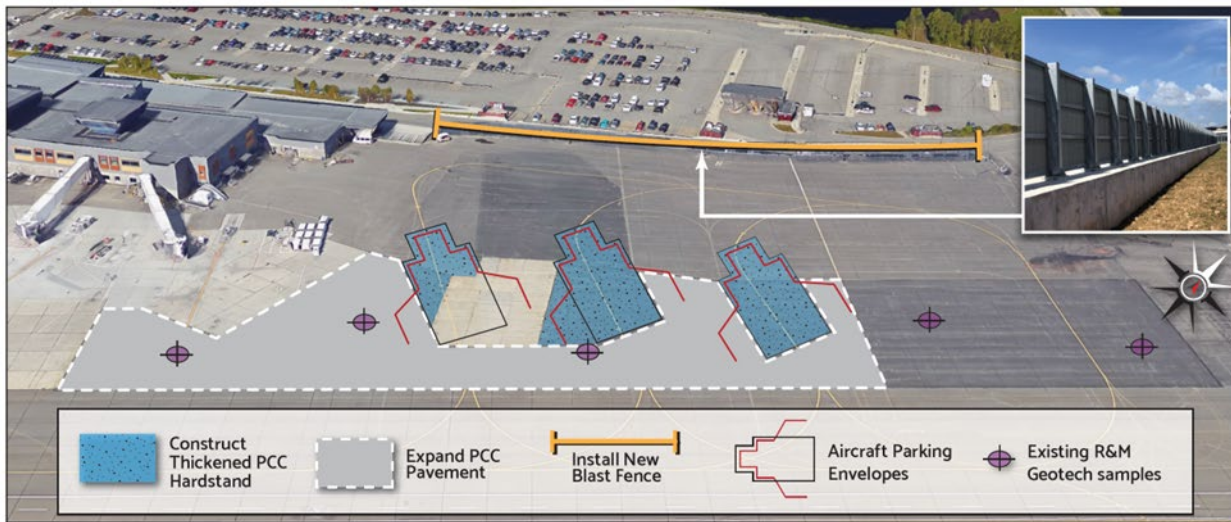 Construct
Thickened PCC
Hardstand
Expand PCC
Pavement
Install New
Blast Fence
Aircraft Parking
Envelopes
Existing R&M
Geotech samples